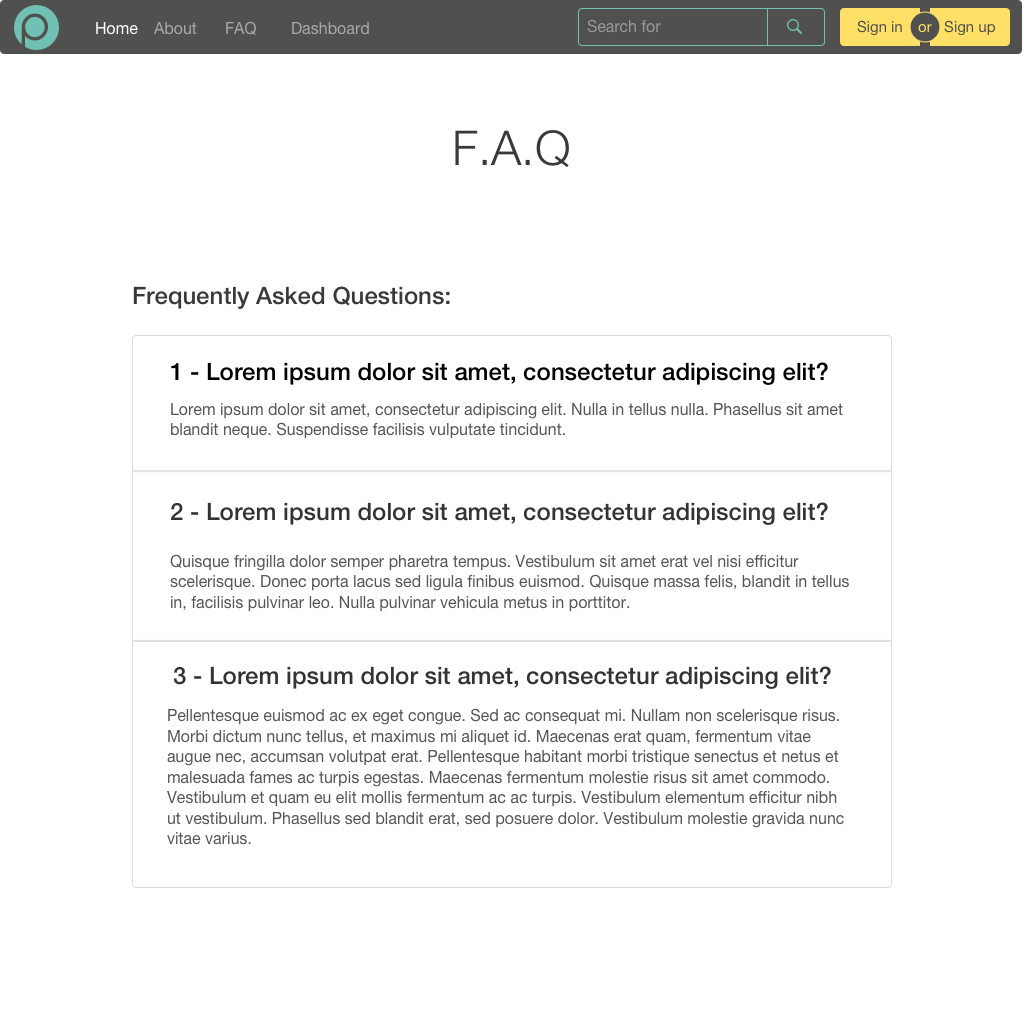 Home About FAQ Dashboard Search for Sign in or Sign up
F.A.Q
Frequently Asked Questions:
1 - Lorem ipsum dolor sit amet, consectetur adipiscing elit?
Lorem ipsum dolor sit amet, consectetur adipiscing elit. Nulla in tellus nulla. Phasellus sit amet
blandit neque. Suspendisse facilisis vulputate tincidunt.
2 - Lorem ipsum dolor sit amet, consectetur adipiscing elit?
Quisque fringilla dolor semper pharetra tempus. Vestibulum sit amet erat vel nisi efficitur
scelerisque. Donec porta lacus sed ligula finibus euismod. Quisque massa felis, blandit in tellus
in, facilisis pulvinar leo. Nulla pulvinar vehicula metus in porttitor.
3 - Lorem ipsum dolor sit amet, consectetur adipiscing elit?
Pellentesque euismod ac ex eget congue. Sed ac consequat mi. Nullam non scelerisque risus.
Morbi dictum nunc tellus, et maximus mi aliquet id. Maecenas erat quam, fermentum vitae
augue nec, accumsan volutpat erat. Pellentesque habitant morbi tristique senectus et netus et
malesuada fames ac turpis egestas. Maecenas fermentum molestie risus sit amet commodo.
Vestibulum et quam eu elit mollis fermentum ac ac turpis. Vestibulum elementum efficitur nibh
ut vestibulum. Phasellus sed blandit erat, sed posuere dolor. Vestibulum molestie gravida nunc
vitae varius.